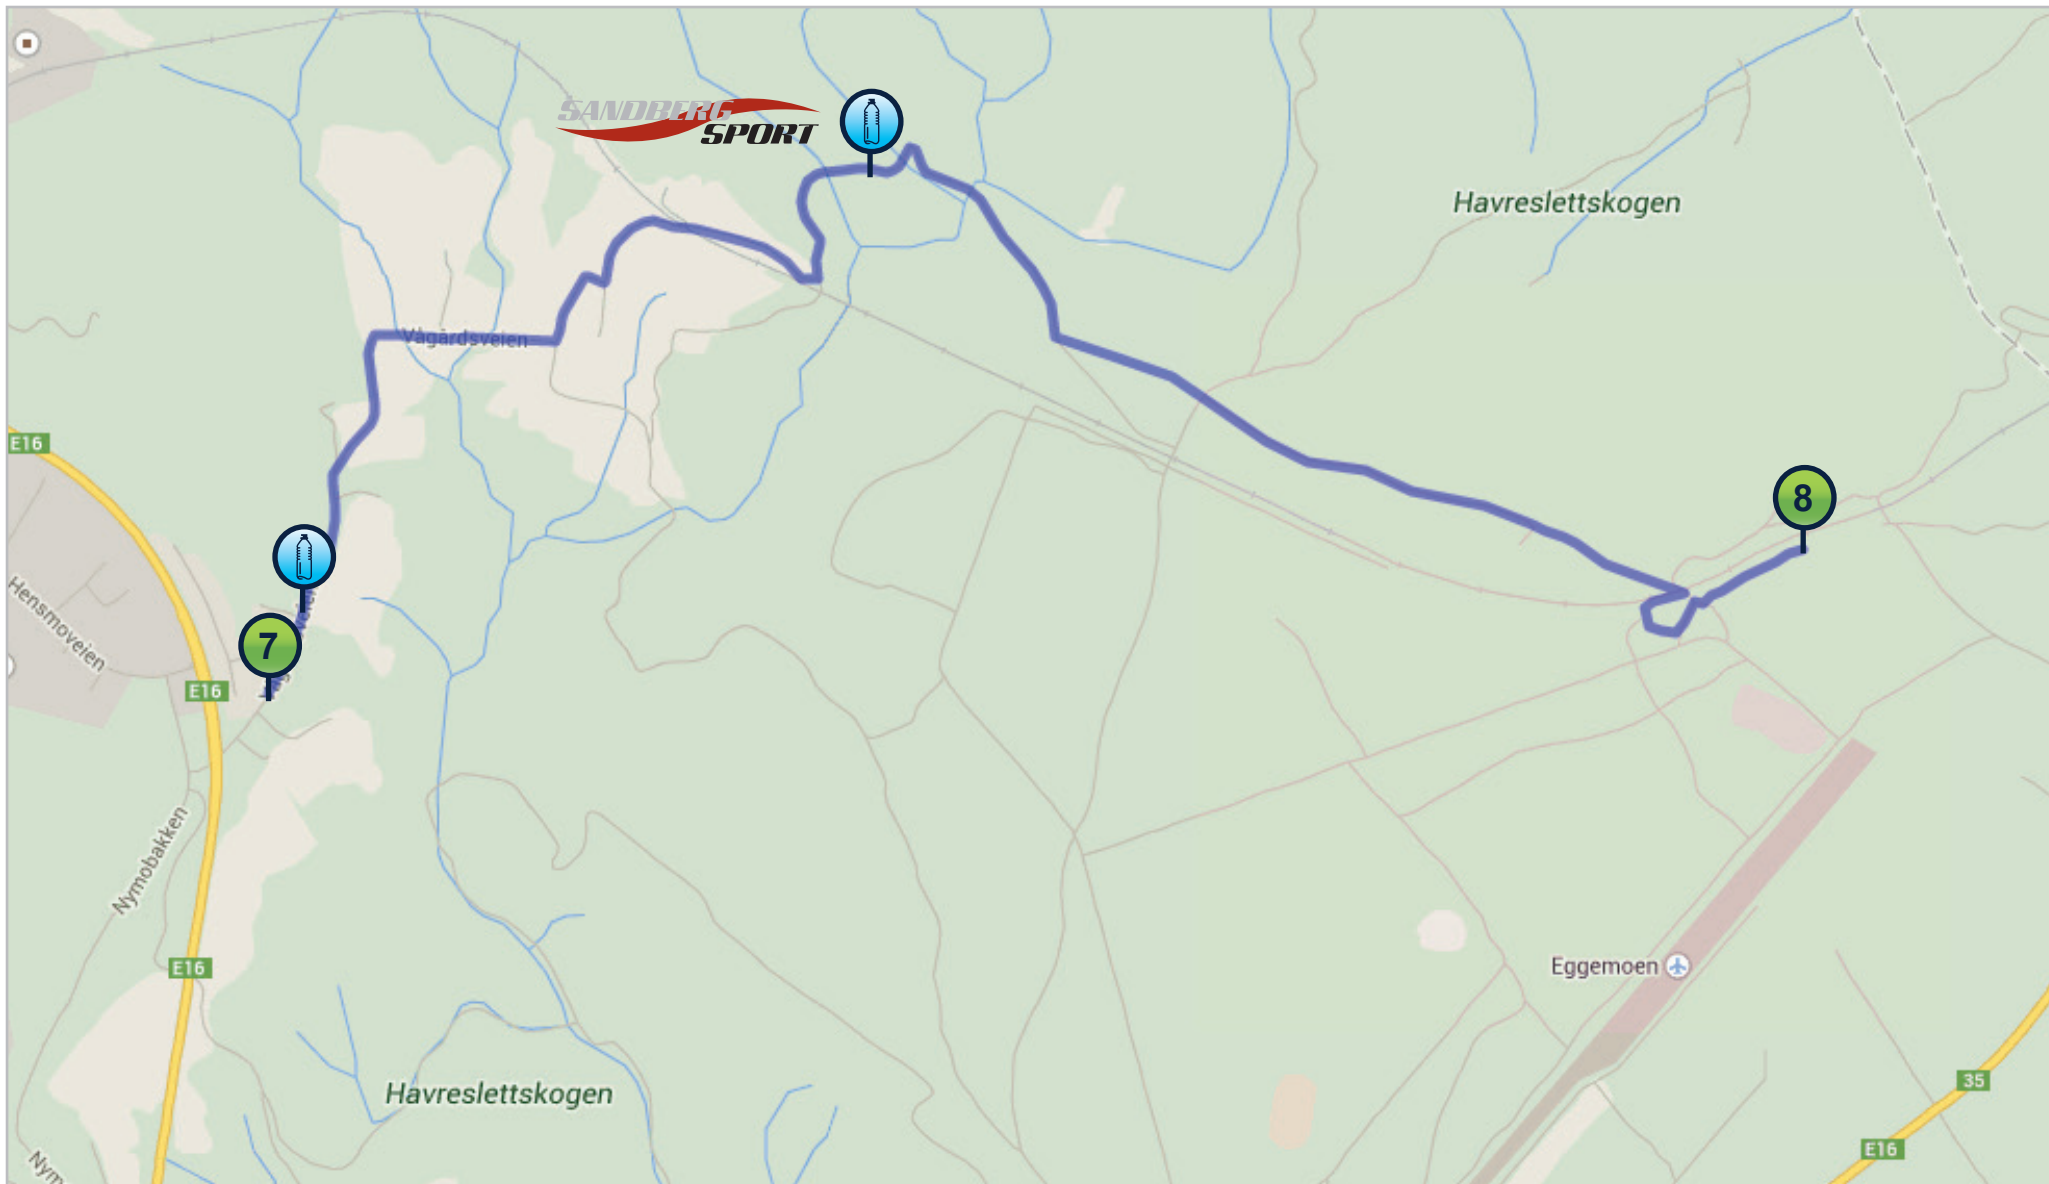 SANDBERG
SPORT
Havreslettskogen
Vågårdsveien
E16
8
Hensmoveien
7
E16
Nymobakken
E16
Eggemoen
Havreslettskogen
35
E16